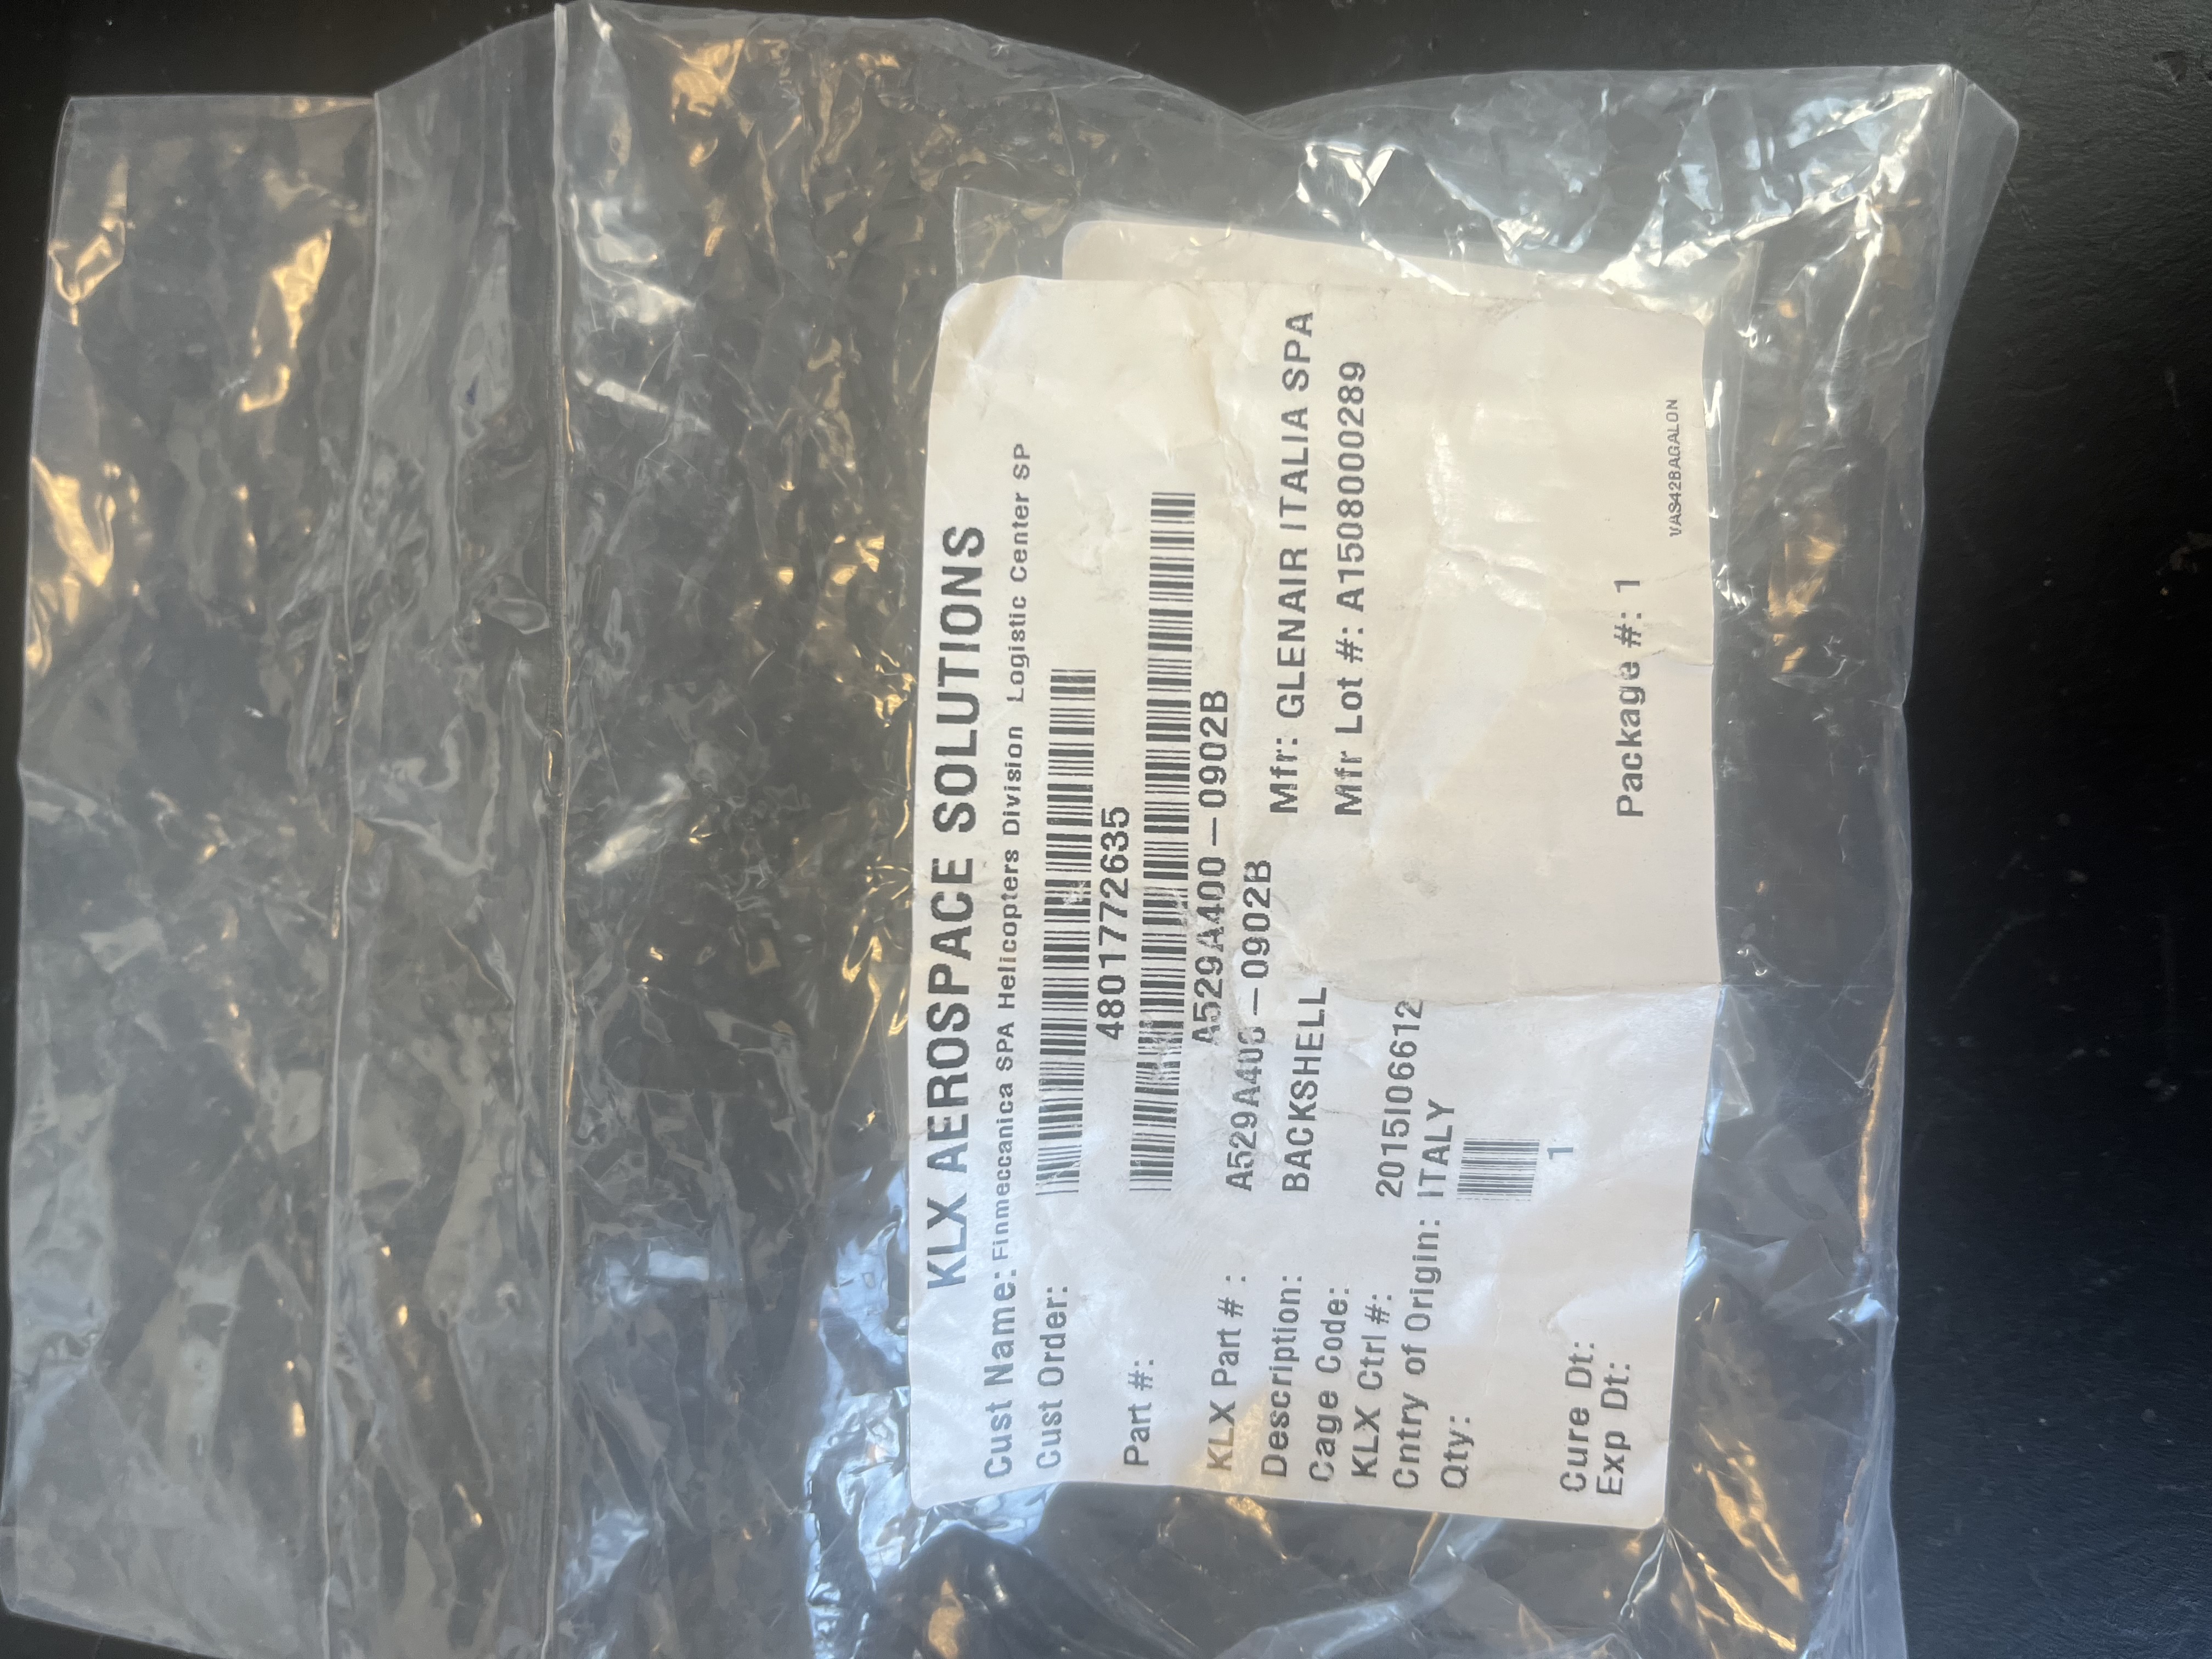 KLX AEROSPACE SOLUTIONS
Cust Name: Finmeccanica SPA Helicopters Division Logistic Center SP
Cust Order:
4801772635
Part #:
A529A400-0902B
KLX Part # : A529A400-0902B
Description: BACKSHELL Mfr: GLENAIR ITALIA SPA
Cage Code:
Mfr Lot #: A1508000289
KLX Ctrl #: 2015I06612
Cntry of Origin: ITALY
Qty:
1
Cure Dt:
Exp Dt:
Package #: 1
VAS42BAGALON